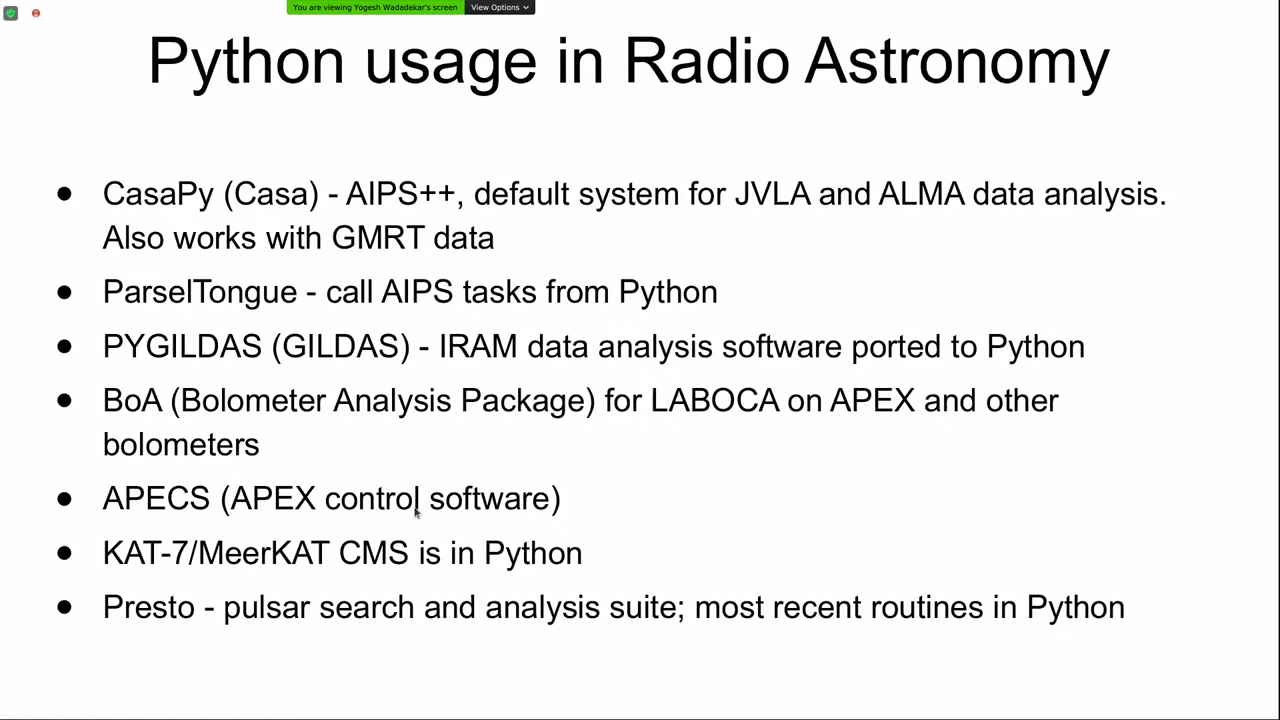 You are viewing Yogesh Wadadekar's screen View Options
Python usage in Radio Astronomy
● CasaPy (Casa) - AIPS++, default system for JVLA and ALMA data analysis.
Also works with GMRT data
● ParselTongue - call AIPS tasks from Python
● PYGILDAS (GILDAS) - IRAM data analysis software ported to Python
● BoA (Bolometer Analysis Package) for LABOCA on APEX and other
bolometers
● APECS (APEX control software)
● KAT-7/MeerKAT CMS is in Python
● Presto - pulsar search and analysis suite; most recent routines in Python